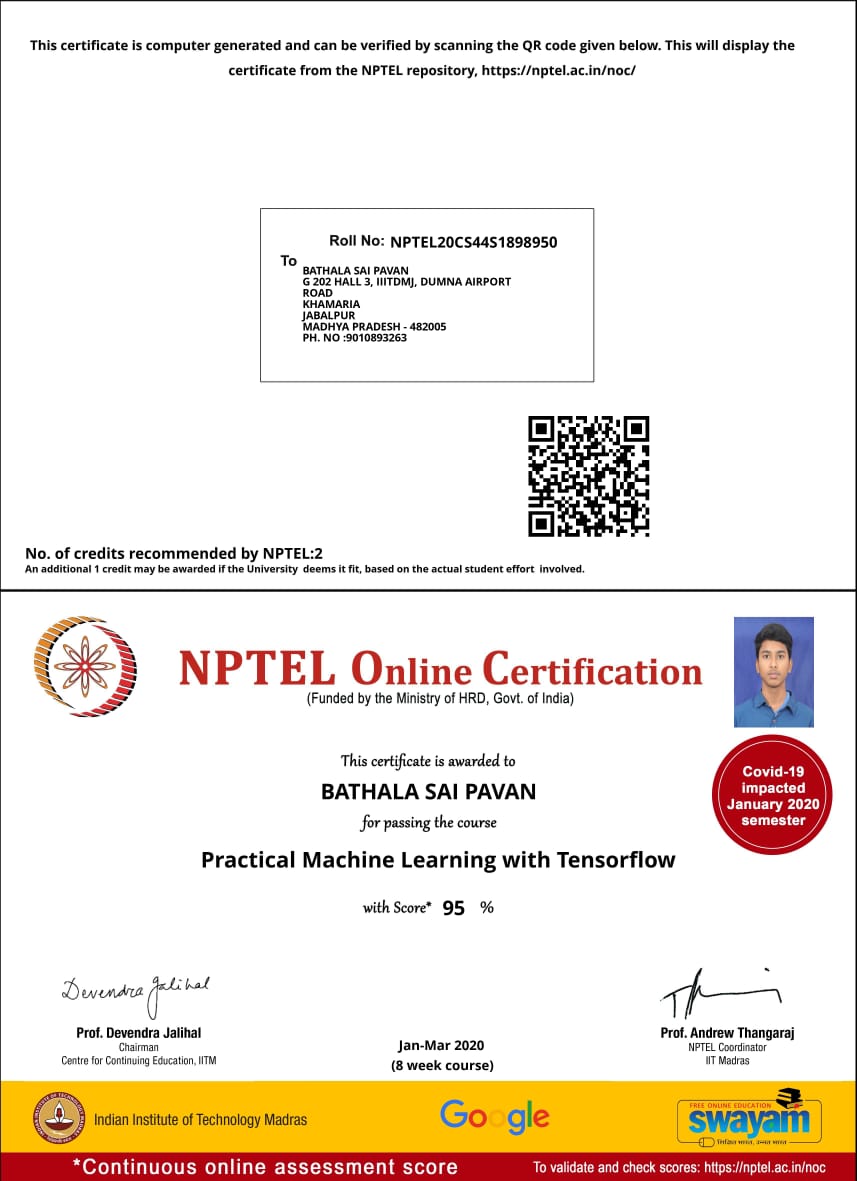 This certificate is computer generated and can be verified by scanning the QR code given below. This will display the
certificate from the NPTEL repository, https://nptel.ac.in/noc/
Roll No: NPTEL20CS44S1898950
To
BATHALA SAI PAVAN
G 202 HALL 3, IIITDMJ, DUMNA AIRPORT
ROAD
KHAMARIA
JABALPUR
MADHYA PRADESH - 482005
PH. NO :9010893263
No. of credits recommended by NPTEL:2
An additional 1 credit may be awarded if the University deems it fit, based on the actual student effort involved.
NPTEL Online Certification
(Funded by the Ministry of HRD, Govt. of India)
This certificate is awarded to
BATHALA SAI PAVAN
for passing the course
Practical Machine Learning with Tensorflow
with Score* 95 %
Covid-19
impacted
January 2020
semester
Devendra Jalihal
Prof. Devendra Jalihal
Chairman
Centre for Continuing Education, IITM
Jan-Mar 2020
(8 week course)
Prof. Andrew Thangaraj
NPTEL Coordinator
IIT Madras
Indian Institute of Technology Madras
Google
FREE ONLINE EDUCATION
swayam
शिक्षित भारत, उन्नत भारत
*Continuous online assessment score
To validate and check scores: https://nptel.ac.in/noc